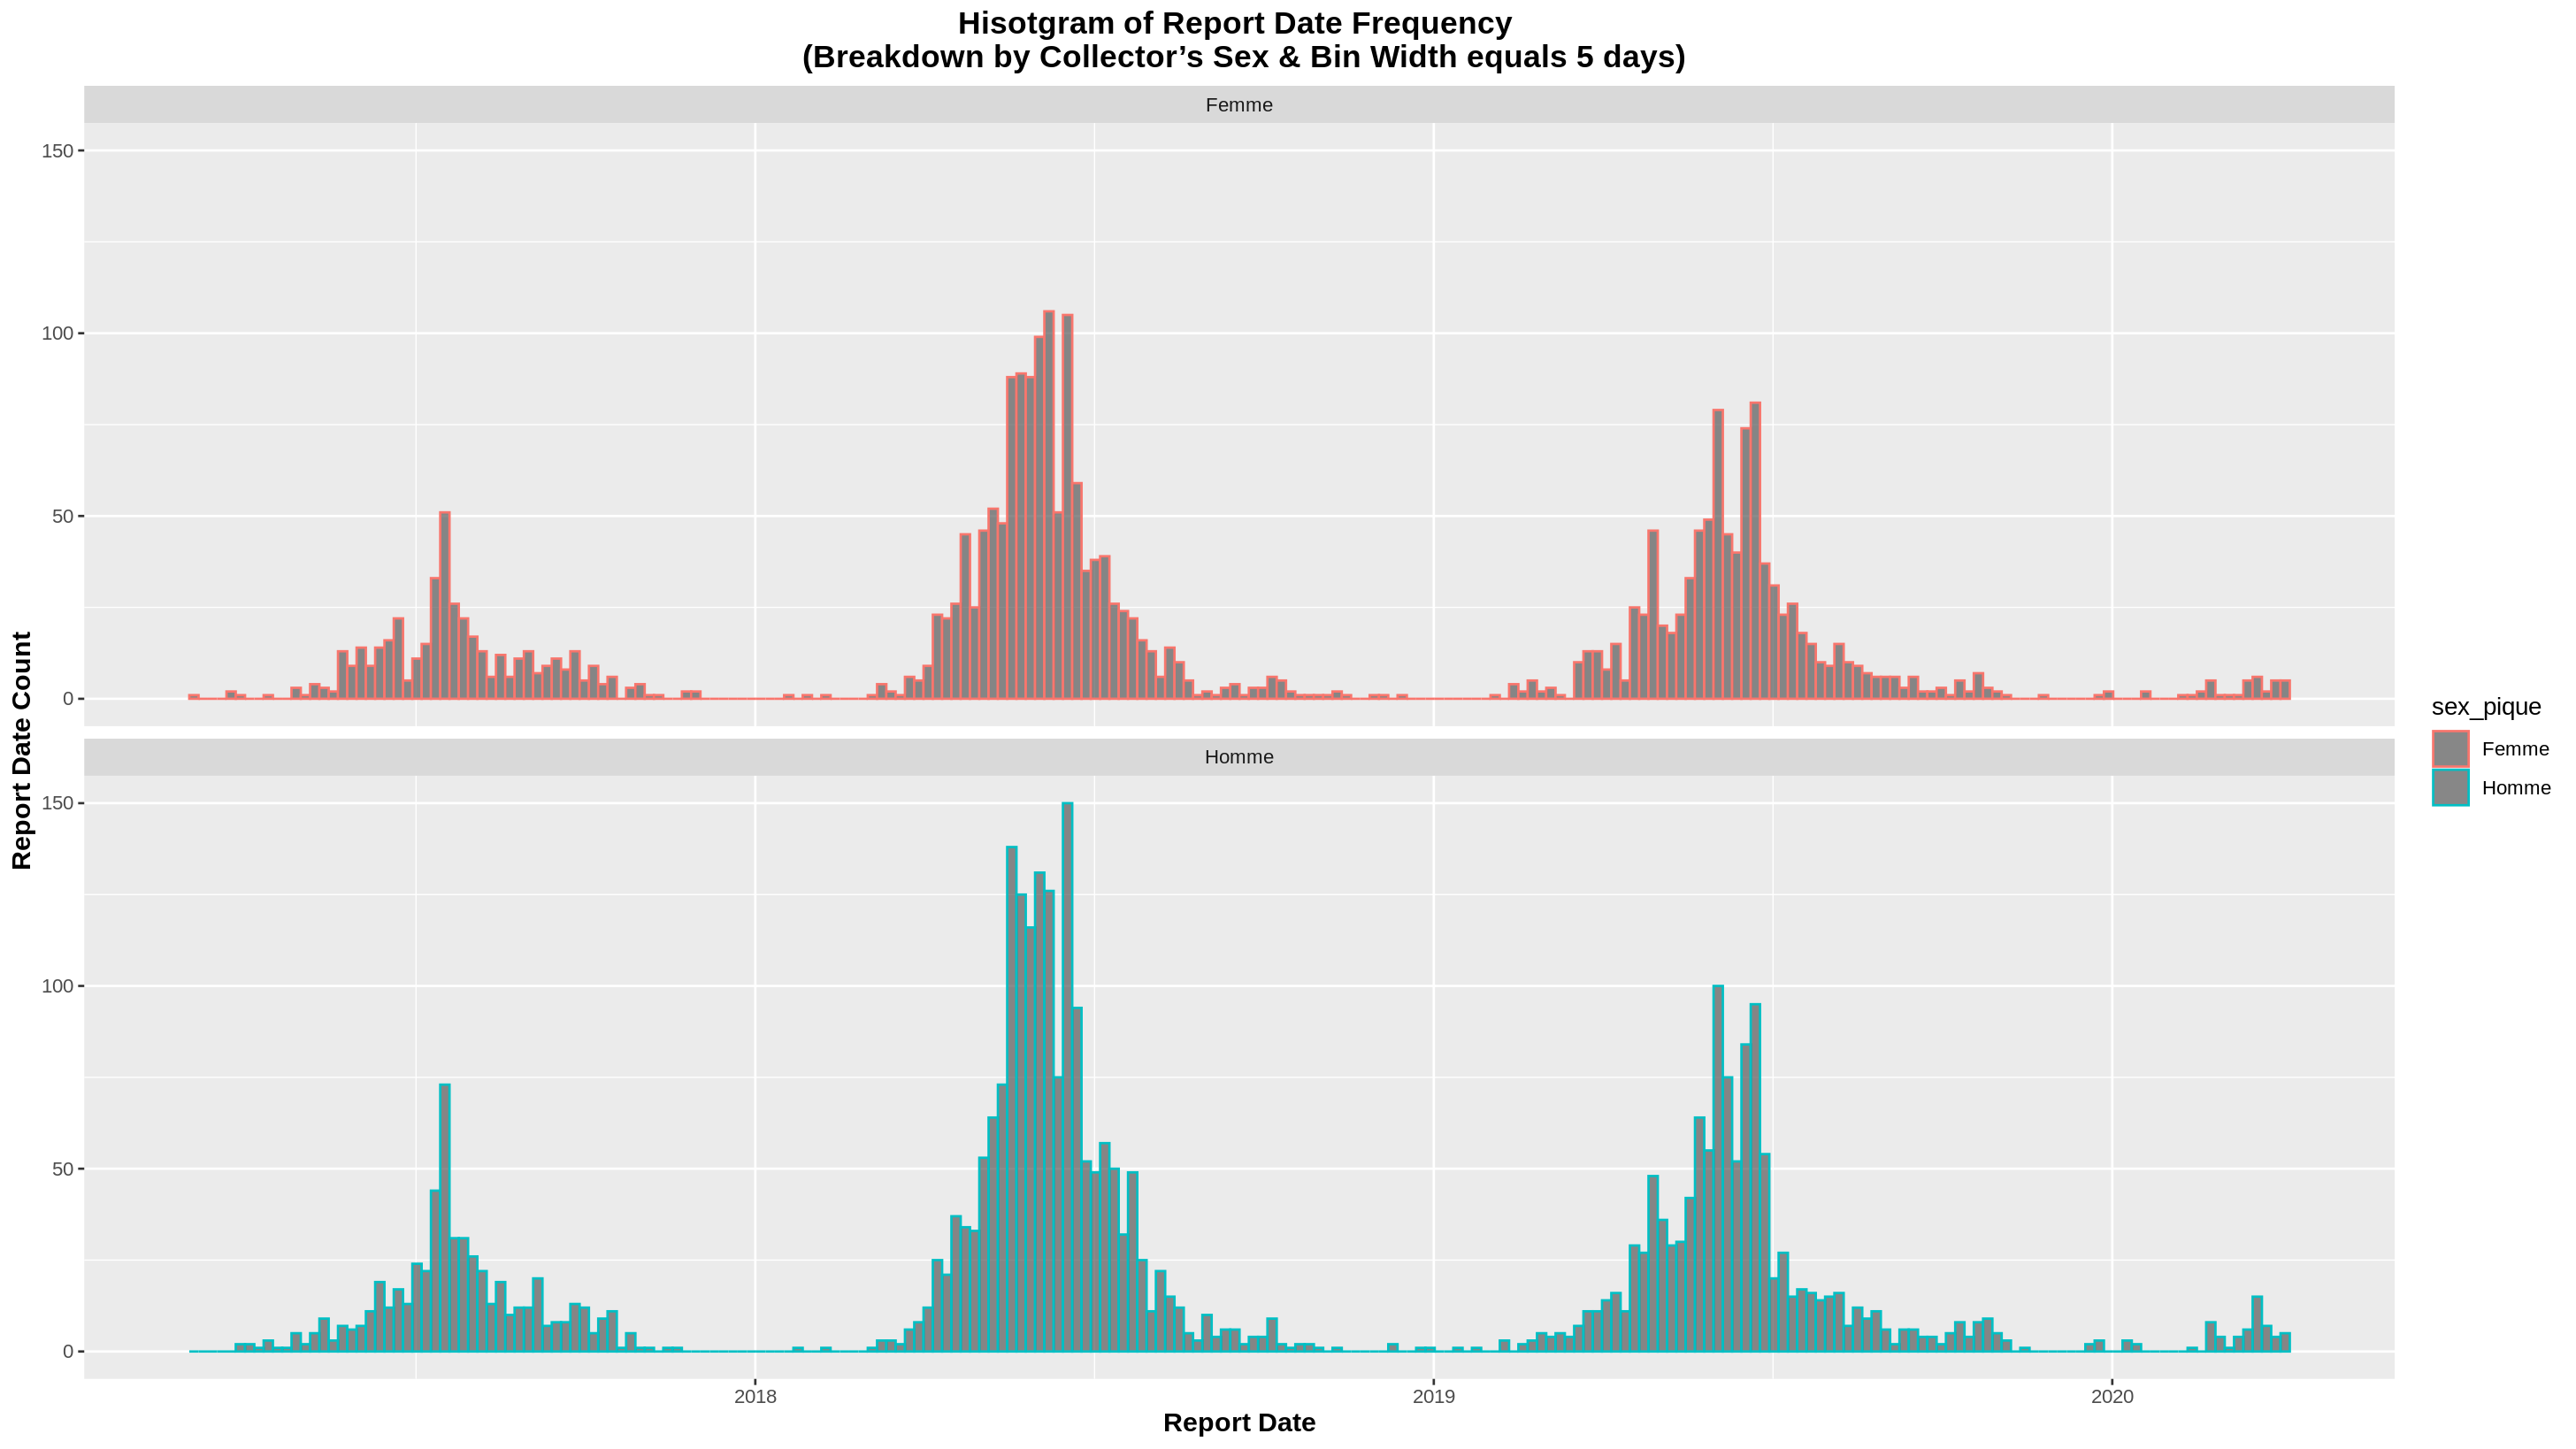 Hisotgram of Report Date Frequency
(Breakdown by Collector’s Sex & Bin Width equals 5 days)
Femme
150
100
50
0
Report Date Count
Homme
150
100
50
0
2018
2019
2020
Report Date
sex_pique
Femme
Homme